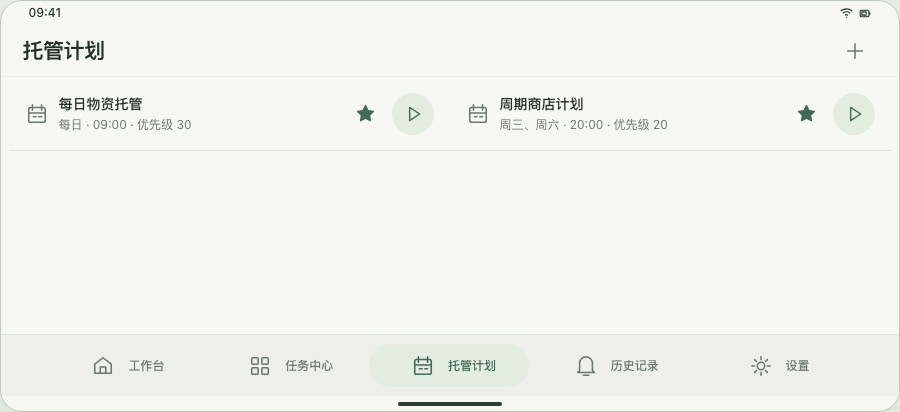 09:41
托管计划
每日物资托管
每日 · 09:00 · 优先级 30
周期商店计划
周三、周六 · 20:00 · 优先级 20
工作台
任务中心
托管计划
历史记录
设置